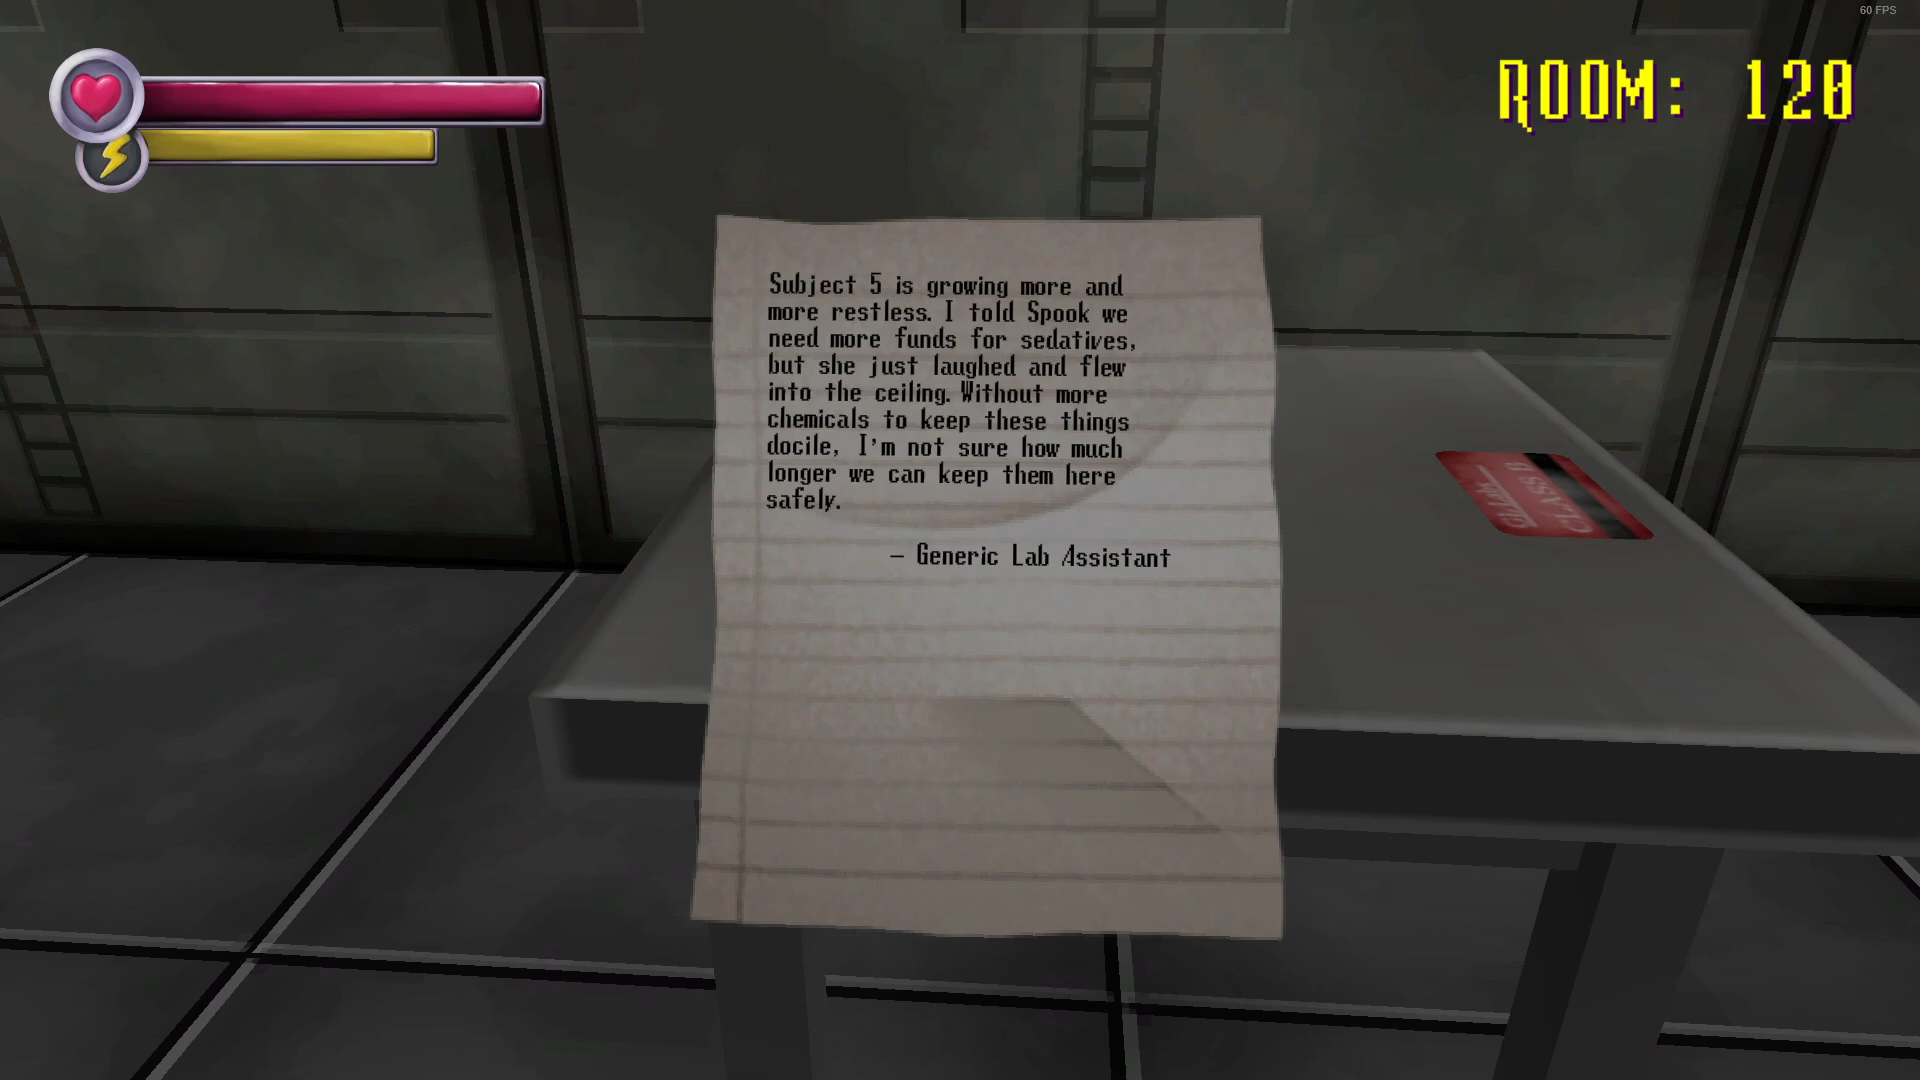 60 FPS
ROOM: 120
Subject 5 is growing more and
more restless. I told Spook we
need more funds for sedatives,
but she just laughed and flew
into the ceiling. Without more
chemicals to keep these things
docile, I'm not sure how much
longer we can keep them here
safely.
– Generic Lab Assistant
CLASS B